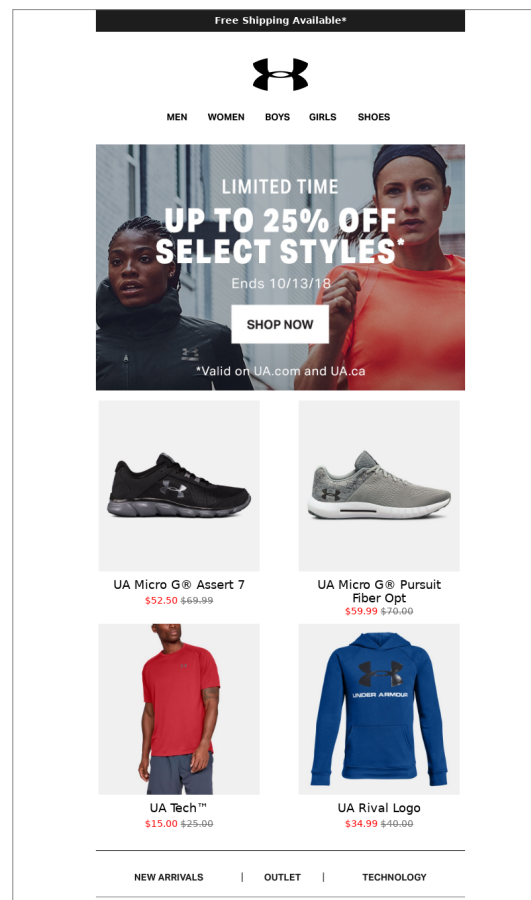 Free Shipping Available*
MEN WOMEN BOYS GIRLS SHOES
LIMITED TIME
UP TO 25% OFF
SELECT STYLES*
Ends 10/13/18
SHOP NOW
*Valid on UA.com and UA.ca
UA Micro G® Assert 7
$52.50 $69.99
UA Micro G® Pursuit
Fiber Opt
$59.99 $70.00
UNDER ARMOUR
UA Tech™
$15.00 $25.00
UA Rival Logo
$34.99 $40.00
NEW ARRIVALS | OUTLET | TECHNOLOGY